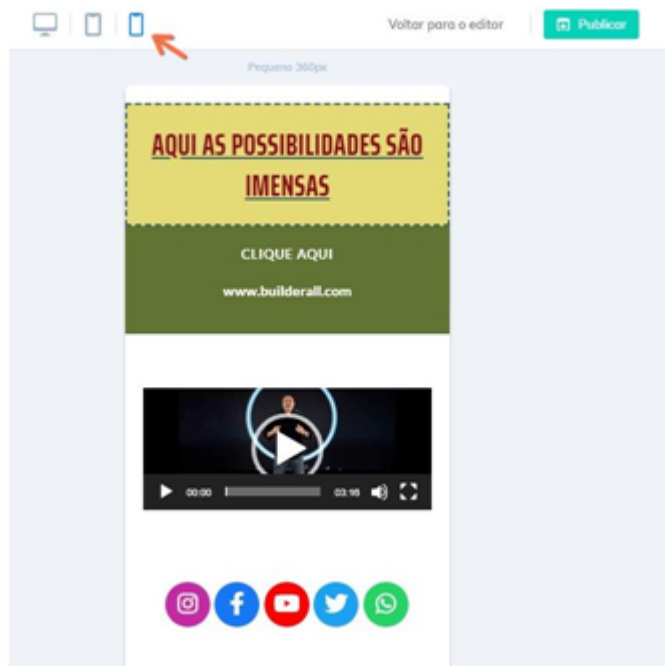 Voltar para o editor
Publicar
Pequeno 360px
AQUI AS POSSIBILIDADES SÃO
IMENSAS
CLIQUE AQUI
www.builderall.com
00:00
03:16